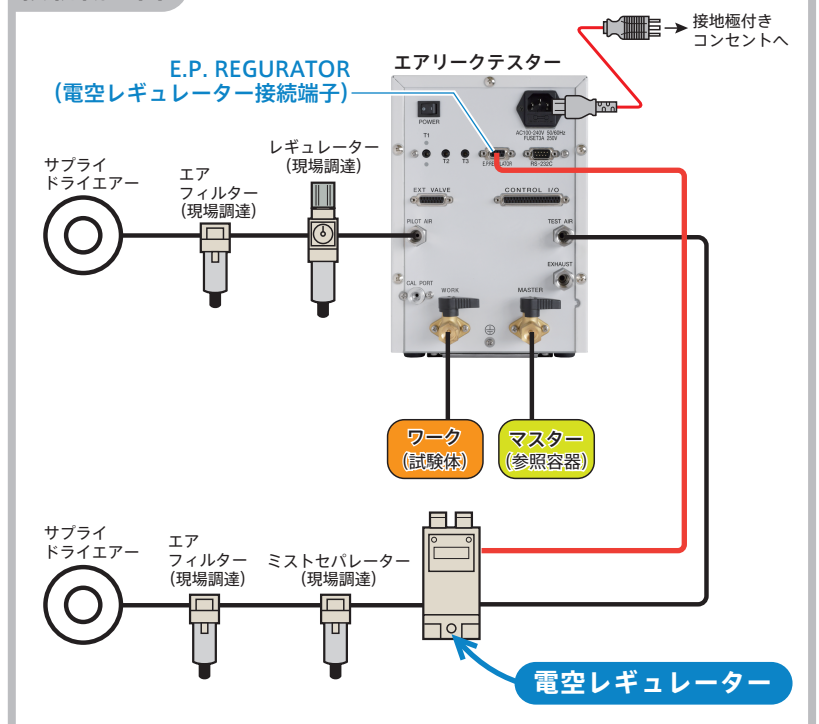 接地極付き
コンセントへ
エアリークテスター
E.P. REGURATOR
(電空レギュレーター接続端子)
POWER
AC100-240V 50/60Hz
FUSET3A 250V
T1
T2
T3
E.P.REGULATOR
RS-232C
サプライ
ドライエアー
エア
フィルター
(現場調達)
レギュレーター
(現場調達)
EXT VALVE
CONTROL I/O
PILOT AIR
TEST AIR
EXHAUST
CAL PORT
WORK
MASTER
ワーク
(試験体)
マスター
(参照容器)
サプライ
ドライエアー
エア
フィルター
(現場調達)
ミストセパレーター
(現場調達)
電空レギュレーター